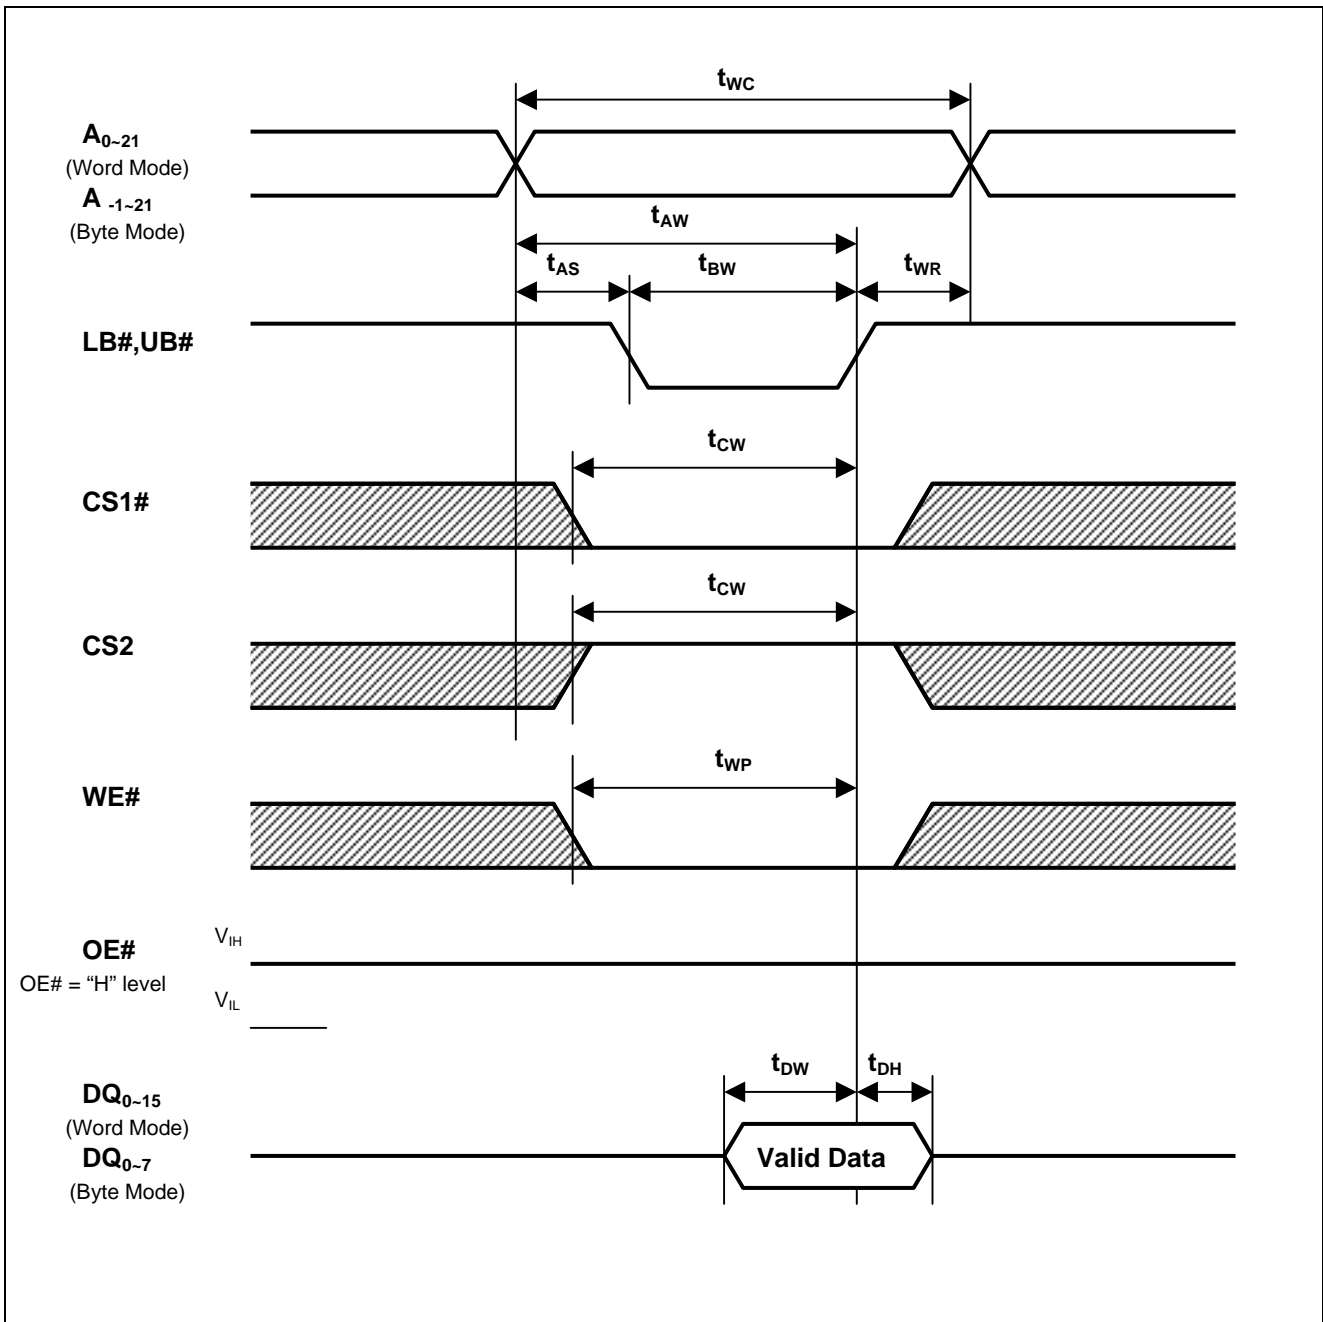 tWC
A0~21
(Word Mode)
A -1~21
(Byte Mode)
tAW
tAS tBW tWR
LB#,UB#
tCW
CS1#
tCW
CS2
tWP
WE#
VIH
OE#
OE# = “H” level
VIL
tDW tDH
DQ0~15
(Word Mode)
DQ0~7
Valid Data
(Byte Mode)